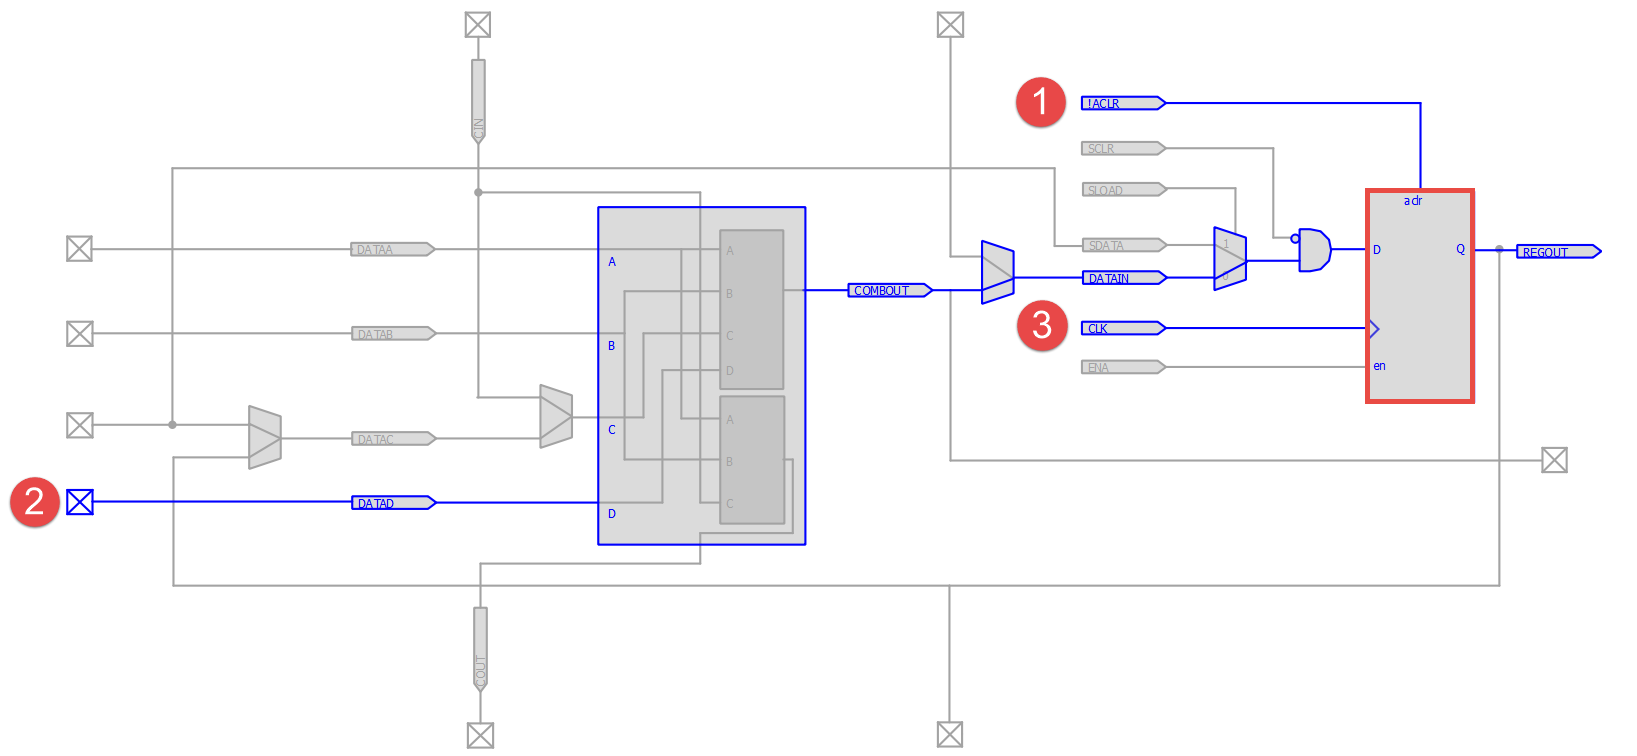 CIN
1
!ACLR
SCLR
SLOAD
adr
DATAA
A
A
SDATA
1
D
Q
REGOUT
B
DATAIN
0
COMBOUT
3
CLK
DATAB
B
C
D
en
ENA
DATAC
C
A
B
2
DATAD
D
C
COUT